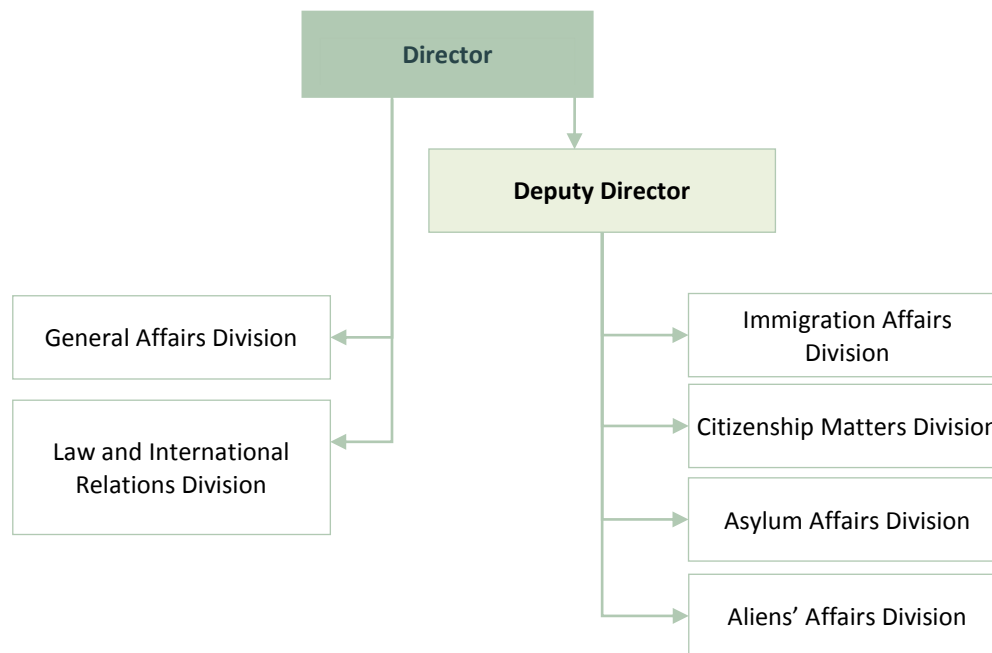 Director
Deputy Director
General Affairs Division
Law and International
Relations Division
Immigration Affairs
Division
Citizenship Matters Division
Asylum Affairs Division
Aliens’ Affairs Division